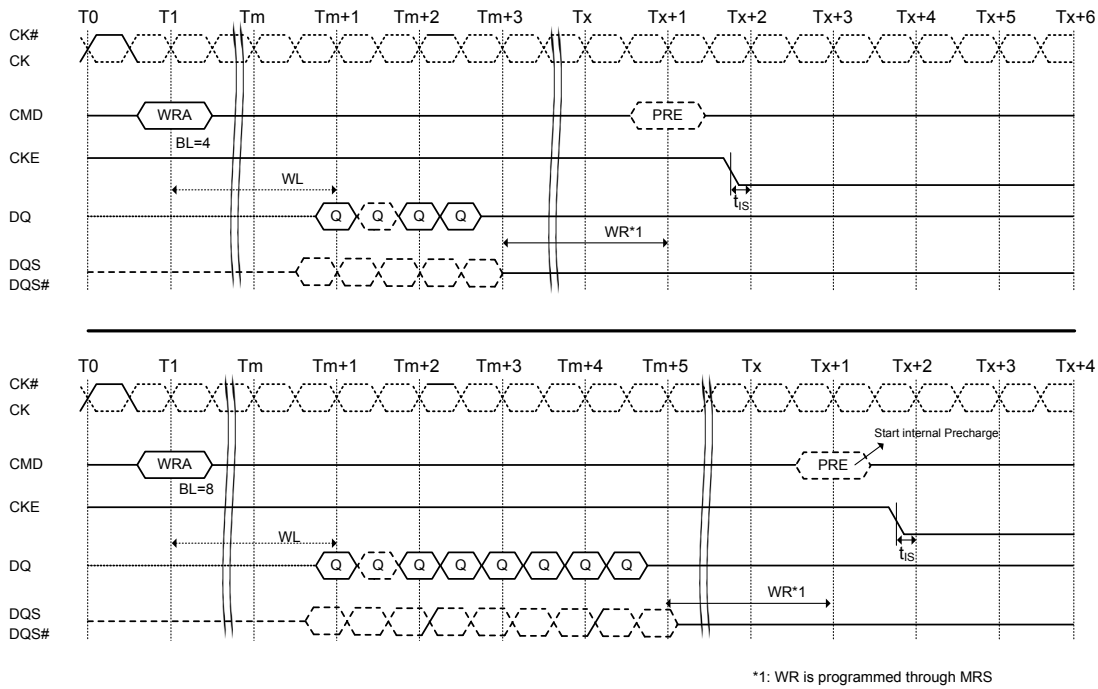 T0 T1 Tm Tm+1 Tm+2 Tm+3 Tx Tx+1 Tx+2 Tx+3 Tx+4 Tx+5 Tx+6
CK#
CK
CMD WRA PRE
BL=4
CKE
WL
tIS
DQ Q Q Q Q
WR*1
DQS
DQS#
T0 T1 Tm Tm+1 Tm+2 Tm+3 Tm+4 Tm+5 Tx Tx+1 Tx+2 Tx+3 Tx+4
CK#
CK
Start internal Precharge
CMD WRA PRE
BL=8
CKE
WL
tIS
DQ Q Q Q Q Q Q Q Q
WR*1
DQS
DQS#
*1: WR is programmed through MRS